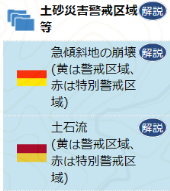 土砂災害警戒区域 解説
等
急傾斜地の崩壊 解説
(黄は警戒区域、
赤は特別警戒区
域)
土石流 解説
(黄は警戒区域、
赤は特別警戒区
域)